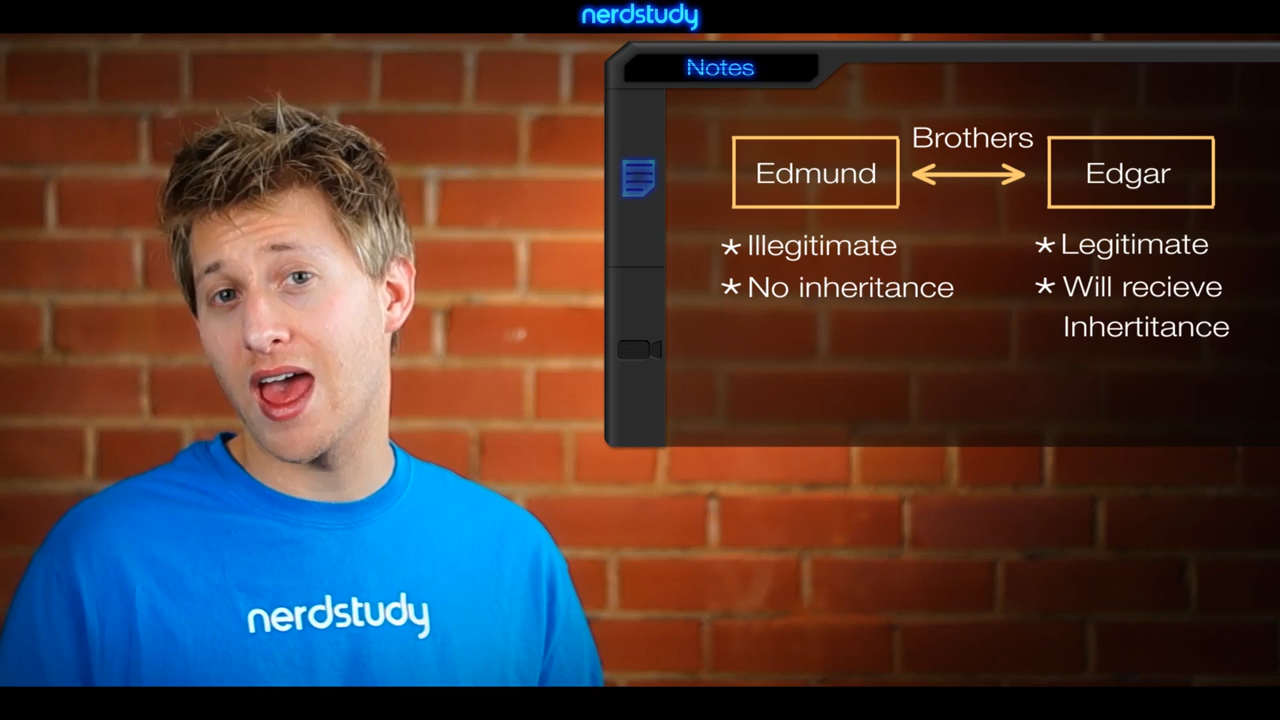 nerdstudy
Notes
Brothers
Edmund
Edgar
* Illegitimate
* No inheritance
* Legitimate
* Will recieve
Inhertitance
nerdstudy